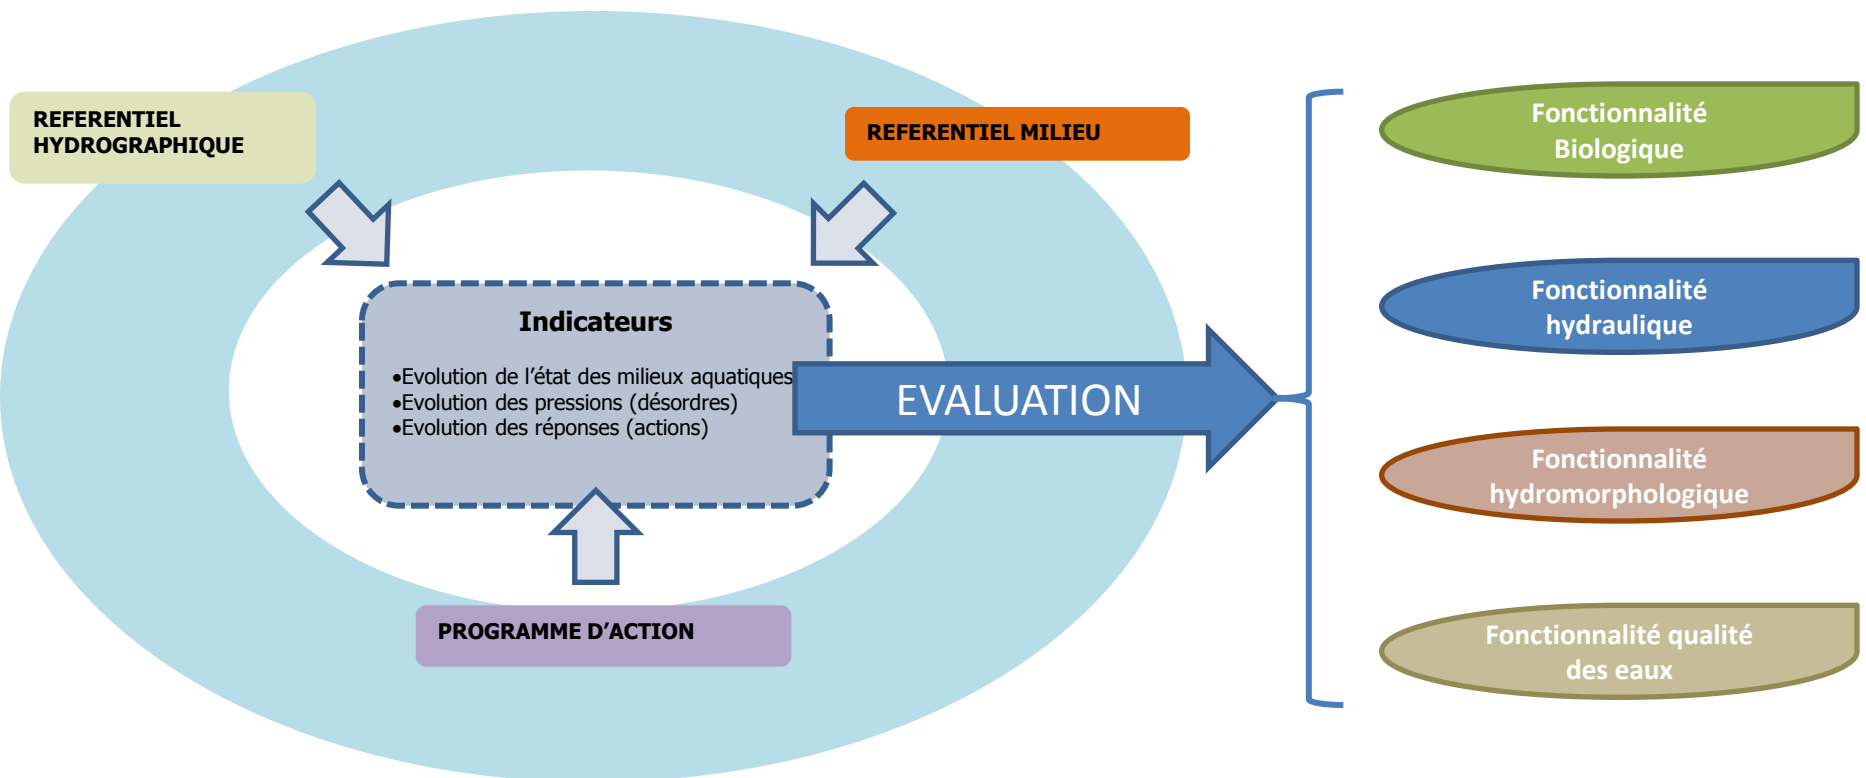 REFERENTIEL
HYDROGRAPHIQUE
REFERENTIEL MILIEU
Indicateurs
•Evolution de l’état des milieux aquatiques
•Evolution des pressions (désordres)
•Evolution des réponses (actions)
PROGRAMME D’ACTION
EVALUATION
Fonctionnalité
Biologique
Fonctionnalité
hydraulique
Fonctionnalité
hydromorphologique
Fonctionnalité qualité
des eaux